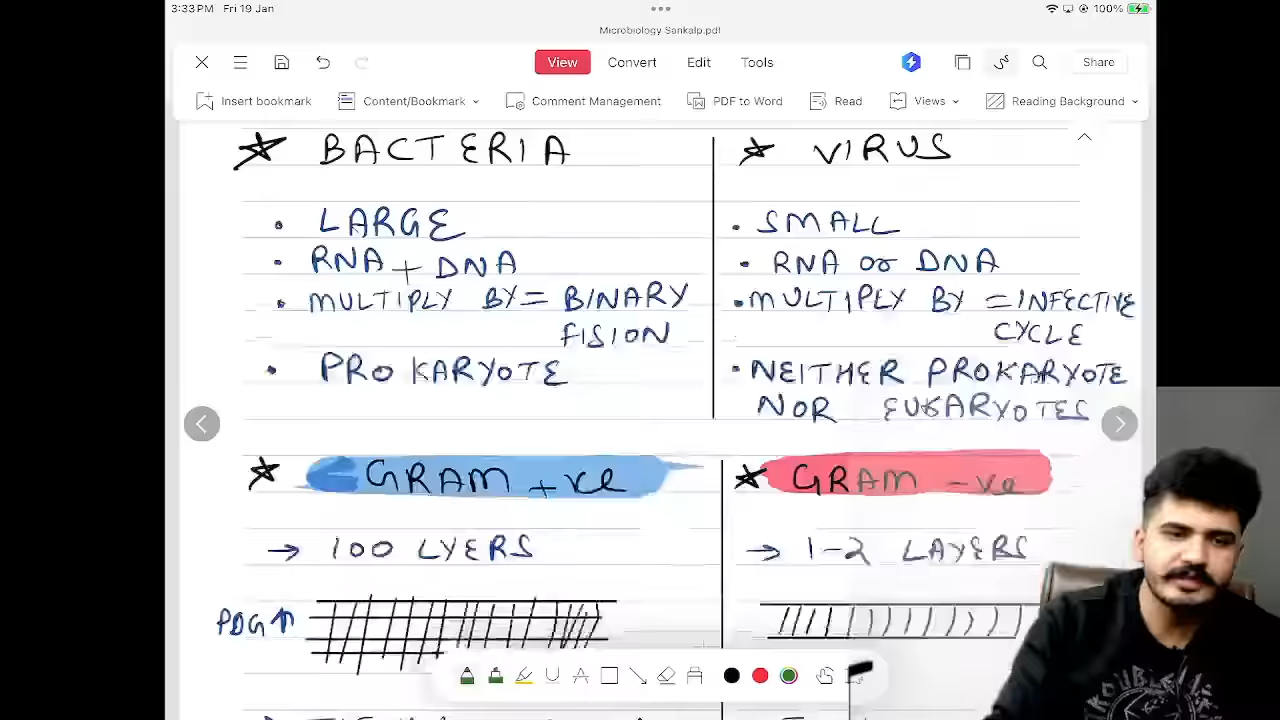 3:33PM Fri 19 Jan
100%
Microbiology Sankalp.pdf
View Convert Edit Tools
Share
Insert bookmark Content/Bookmark Comment Management PDF to Word Read Views Reading Background
BACTERIA
VIRUS
• LARGE
• SMALL
• RNA + DNA
• RNA or DNA
• MULTIPLY BY = BINARY
FISION
• MULTIPLY BY = INFECTIVE
CYCLE
• PROKARYOTE
• NEITHER PROKARYOTE
NOR EUKARYOTES
GRAM +ve
GRAM -ve
→ 100 LYERS
→ 1-2 LAYERS
PDG↑